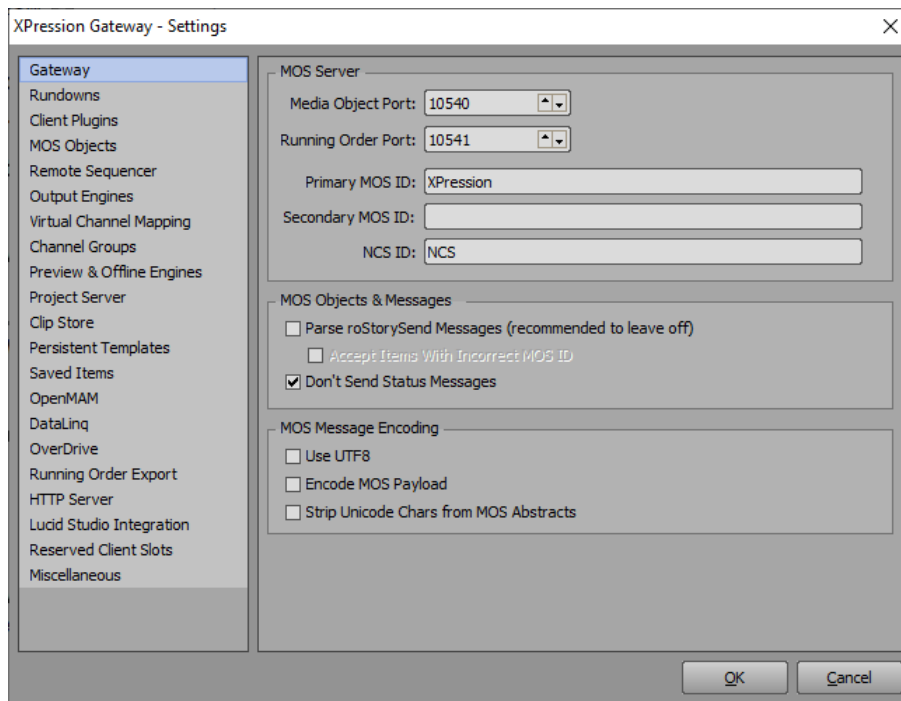 XPression Gateway - Settings
Gateway
Rundowns
Client Plugins
MOS Objects
Remote Sequencer
Output Engines
Virtual Channel Mapping
Channel Groups
Preview & Offline Engines
Project Server
Clip Store
Persistent Templates
Saved Items
OpenMAM
DataLinq
OverDrive
Running Order Export
HTTP Server
Lucid Studio Integration
Reserved Client Slots
Miscellaneous
MOS Server
Media Object Port: 10540
Running Order Port: 10541
Primary MOS ID: XPression
Secondary MOS ID:
NCS ID: NCS
MOS Objects & Messages
Parse roStorySend Messages (recommended to leave off)
Accept Items With Incorrect MOS ID
Don't Send Status Messages
MOS Message Encoding
Use UTF8
Encode MOS Payload
Strip Unicode Chars from MOS Abstracts
OK Cancel